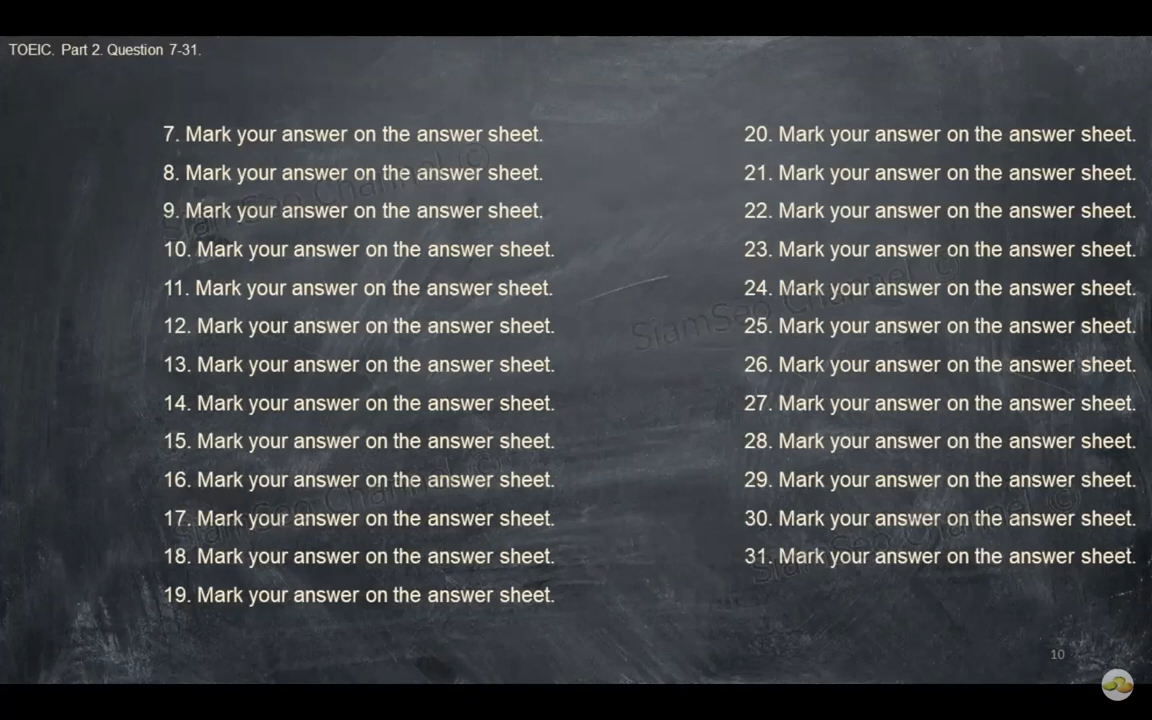 TOEIC. Part 2. Question 7-31.
7. Mark your answer on the answer sheet.
8. Mark your answer on the answer sheet.
9. Mark your answer on the answer sheet.
10. Mark your answer on the answer sheet.
11. Mark your answer on the answer sheet.
12. Mark your answer on the answer sheet.
13. Mark your answer on the answer sheet.
14. Mark your answer on the answer sheet.
15. Mark your answer on the answer sheet.
16. Mark your answer on the answer sheet.
17. Mark your answer on the answer sheet.
18. Mark your answer on the answer sheet.
19. Mark your answer on the answer sheet.
20. Mark your answer on the answer sheet.
21. Mark your answer on the answer sheet.
22. Mark your answer on the answer sheet.
23. Mark your answer on the answer sheet.
24. Mark your answer on the answer sheet.
25. Mark your answer on the answer sheet.
26. Mark your answer on the answer sheet.
27. Mark your answer on the answer sheet.
28. Mark your answer on the answer sheet.
29. Mark your answer on the answer sheet.
30. Mark your answer on the answer sheet.
31. Mark your answer on the answer sheet.
SiamSeo Channel ©
SiamSeo Channel ©
SiamSeo Channel ©
SiamSeo Channel ©
10